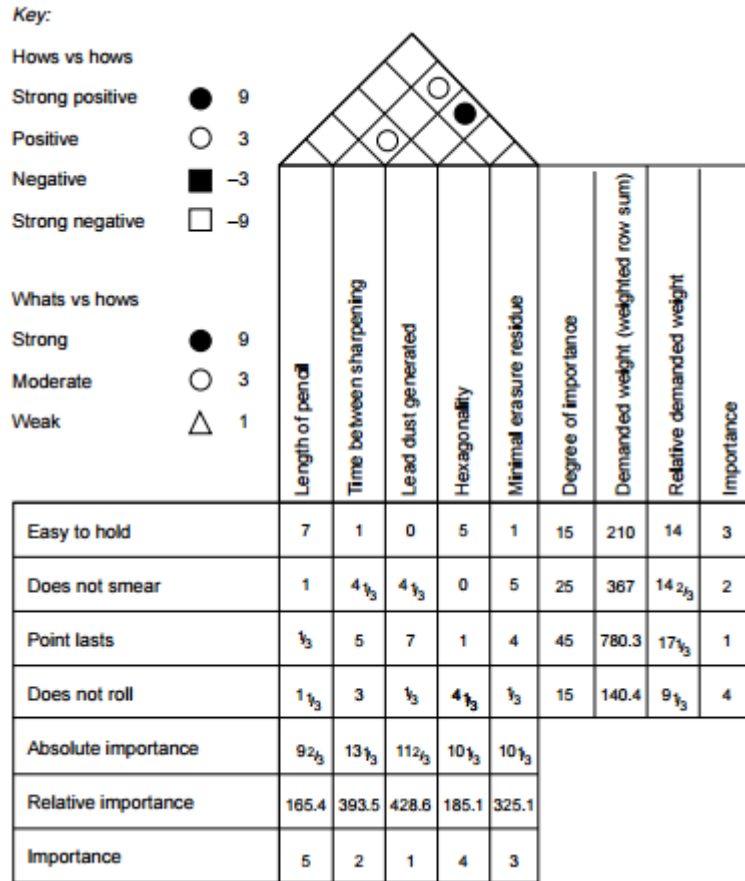 Key:
Hows vs hows
Strong positive 9
Positive 3
Negative –3
Strong negative –9
Whats vs hows
Strong 9
Moderate 3
Weak 1
Length of pencil
Time between sharpening
Lead dust generated
Hexagonality
Minimal erasure residue
Degree of importance
Demanded weight (weighted row sum)
Relative demanded weight
Importance
Easy to hold 7 1 0 5 1 15 210 14 3
Does not smear 1 4 1/3 4 1/3 0 5 25 367 14 2/3 2
Point lasts 1/3 5 7 1 4 45 780.3 17 1/3 1
Does not roll 1 1/3 3 1/3 4 1/3 1/3 15 140.4 9 1/3 4
Absolute importance 9 2/3 13 1/3 11 2/3 10 1/3 10 1/3
Relative importance 165.4 393.5 428.6 185.1 325.1
Importance 5 2 1 4 3